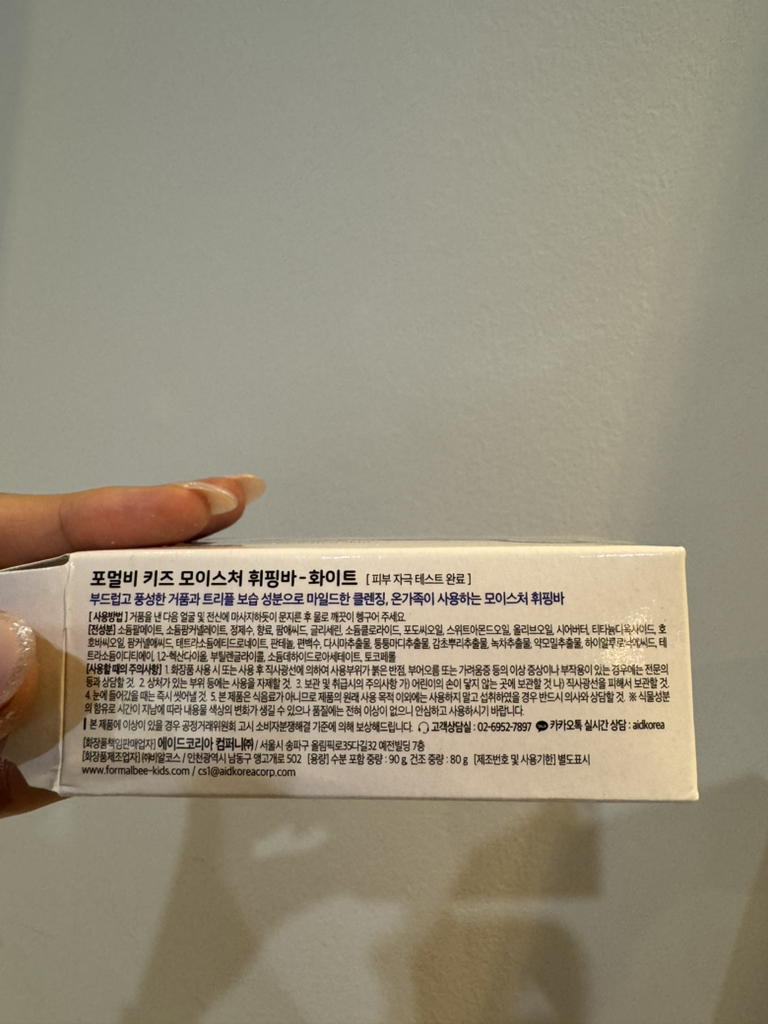 포멀비 키즈 모이스처 휘핑바 - 화이트 [ 피부 자극 테스트 완료 ]
부드럽고 풍성한 거품과 트리플 보습 성분으로 마일드한 클렌징, 온가족이 사용하는 모이스처 휘핑바
[ 사용방법 ] 거품을 낸 다음 얼굴 및 전신에 마사지하듯이 문지른 후 물로 깨끗이 헹구어 주세요.
[전성분] 소듐팔메이트, 소듐팜커넬레이트, 정제수, 향료, 팜애씨드, 글리세린, 소듐클로라이드, 포도씨오일, 스위트아몬드오일, 올리브오일, 시어버터, 티타늄디옥사이드, 호
호바씨오일, 팜커넬애씨드, 테트라소듐에티드로네이트, 판테놀, 편백수, 다시마추출물, 퉁퉁마디추출물, 감초뿌리추출물, 녹차추출물, 약모밀추출물, 하이알루로닉애씨드, 테
트라소듐이디티에이, 1,2-헥산다이올, 부틸렌글라이콜, 소듐데하이드로아세테이트, 토코페롤
[사용할 때의 주의사항] 1. 화장품 사용 시 또는 사용 후 직사광선에 의하여 사용부위가 붉은 반점, 부어오름 또는 가려움증 등의 이상 증상이나 부작용이 있는 경우에는 전문의
등과 상담할 것. 2. 상처가 있는 부위 등에는 사용을 자제할 것. 3. 보관 및 취급시의 주의사항 가) 어린이의 손이 닿지 않는 곳에 보관할 것 나) 직사광선을 피해서 보관할 것.
4. 눈에 들어갔을 때는 즉시 씻어낼 것. 5. 본 제품은 식음료가 아니므로 제품의 원래 사용 목적 이외에는 사용하지 말고 섭취하였을 경우 반드시 의사와 상담할 것. ※ 식물성분
의 함유로 시간이 지남에 따라 내용물 색상의 변화가 생길 수 있으나 품질에는 전혀 이상이 없으니 안심하고 사용하시기 바랍니다.
본 제품에 이상이 있을 경우 공정거래위원회 고시 소비자분쟁해결 기준에 의해 보상해드립니다. 고객상담실 : 02-6952-7897 카카오톡 실시간 상담 : aidkorea
[화장품책임판매업자] 에이드코리아 컴퍼니㈜ / 서울시 송파구 올림픽로35다길32 예전빌딩 7층
[화장품제조업자] ㈜비알코스 / 인천광역시 남동구 앵고개로 502 [용량] 수분 포함 중량 : 90 g, 건조 중량 : 80 g [제조번호 및 사용기한] 별도표시
www.formalbee-kids.com / cs1@aidkoreacorp.com